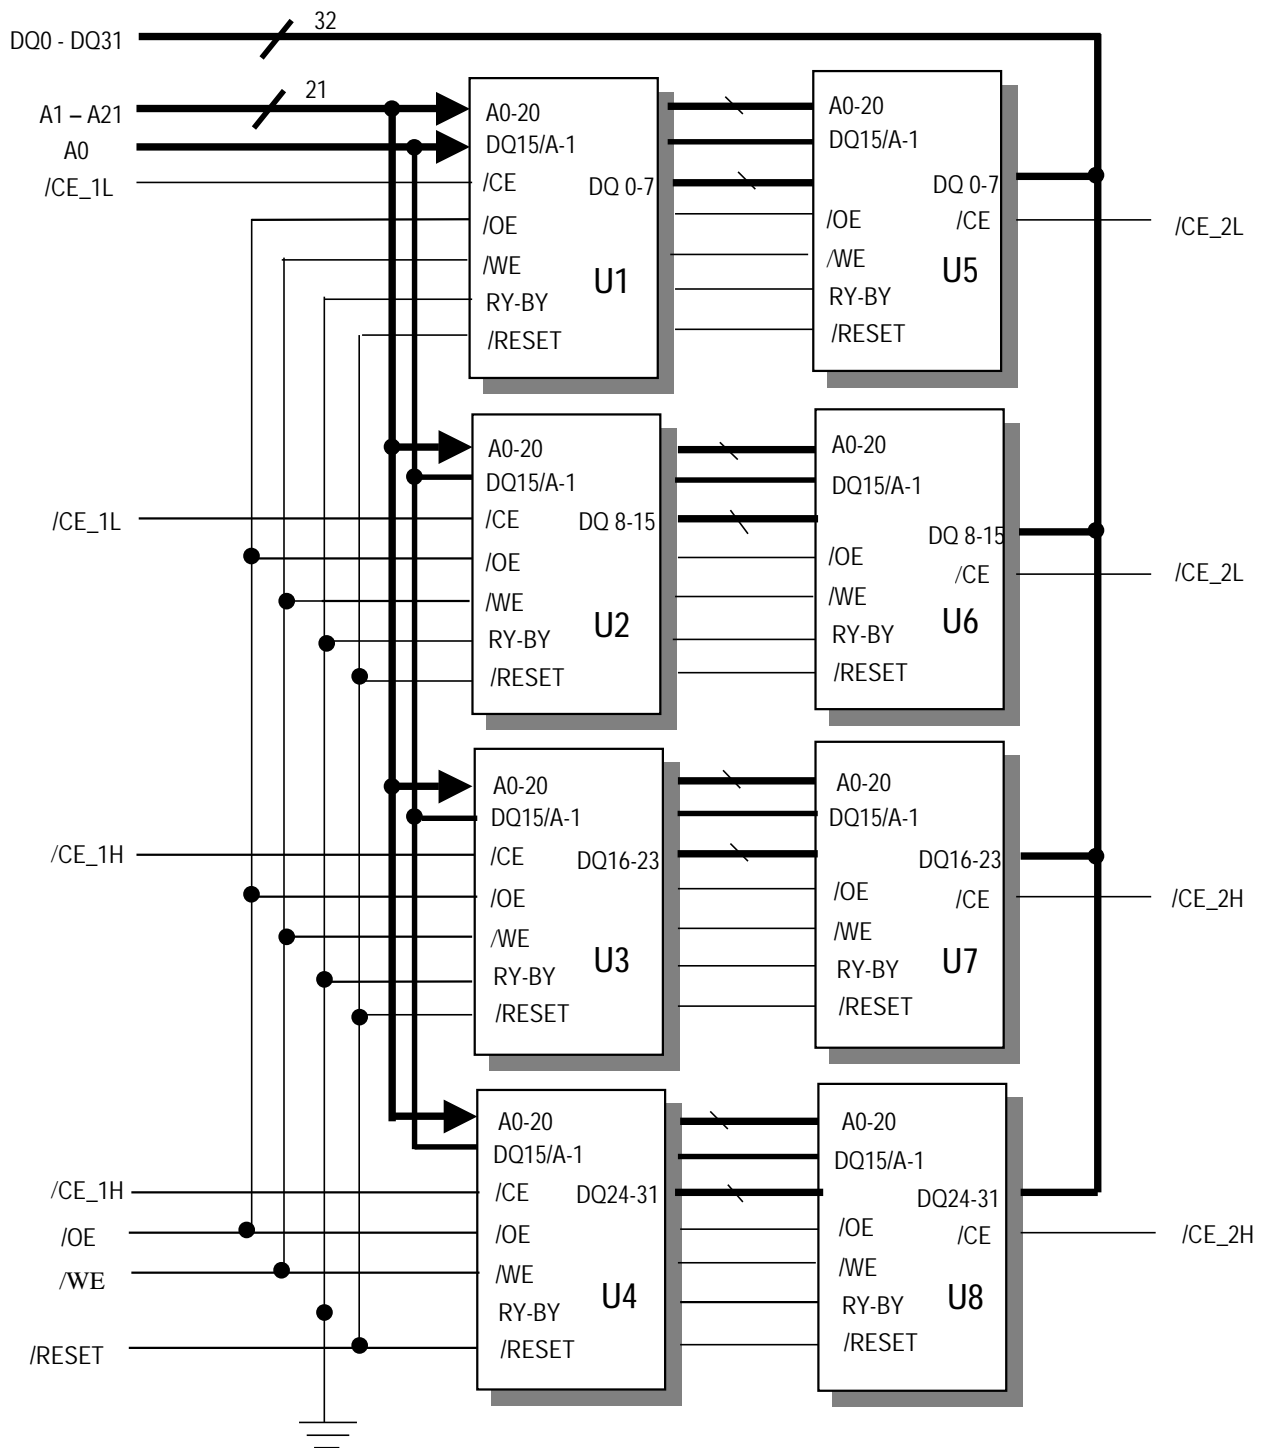 DQ0 - DQ31
32
A1 – A21
21
A0
/CE_1L
A0-20
DQ15/A-1
/CE
DQ 0-7
/OE
/WE
U1
RY-BY
/RESET
A0-20
DQ15/A-1
DQ 0-7
/OE
/CE
/WE
U5
RY-BY
/RESET
/CE_2L
/CE_1L
A0-20
DQ15/A-1
/CE
DQ 8-15
/OE
/WE
U2
RY-BY
/RESET
A0-20
DQ15/A-1
DQ 8-15
/OE
/CE
/WE
U6
RY-BY
/RESET
/CE_2L
/CE_1H
A0-20
DQ15/A-1
/CE
DQ16-23
/OE
/WE
U3
RY-BY
/RESET
A0-20
DQ15/A-1
DQ16-23
/OE
/CE
/WE
U7
RY-BY
/RESET
/CE_2H
/CE_1H
/OE
/WE
/RESET
A0-20
DQ15/A-1
/CE
DQ24-31
/OE
/WE
U4
RY-BY
/RESET
A0-20
DQ15/A-1
DQ24-31
/OE
/CE
/WE
U8
RY-BY
/RESET
/CE_2H